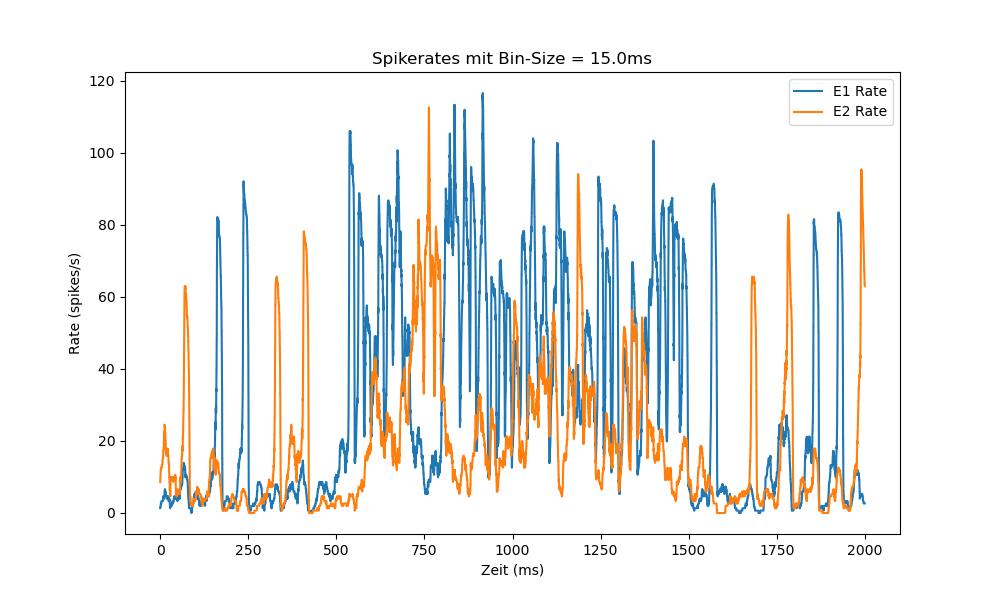 Spikerates mit Bin-Size = 15.0ms
E1 Rate
E2 Rate
Rate (spikes/s)
120
100
80
60
40
20
0
0 250 500 750 1000 1250 1500 1750 2000
Zeit (ms)